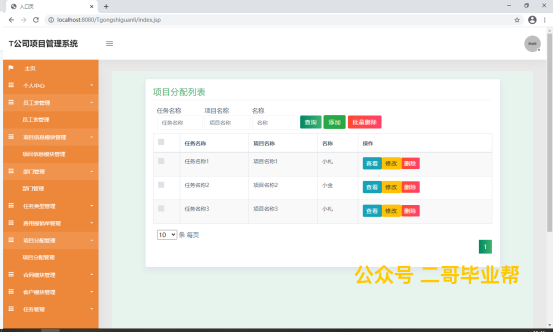 人口页
localhost:8080/Tgongshiguanli/index.jsp
T公司项目管理系统
主页
个人中心
员工表管理
员工表管理
项目信息模块管理
项目信息模块管理
部门管理
部门管理
任务类型管理
项目分配管理
项目分配管理
合同模块管理
客户模块管理
任务管理
项目分配列表
任务名称 项目名称 名称
任务名称 项目名称 名称 查询 添加 批量删除
任务名称 项目名称 名称 操作
任务名称1 项目名称1 小礼 查看 修改 删除
任务名称2 项目名称2 小金 查看 修改 删除
任务名称3 项目名称3 小礼 查看 修改 删除
10 条 每页
1
公众号 二哥毕业帮